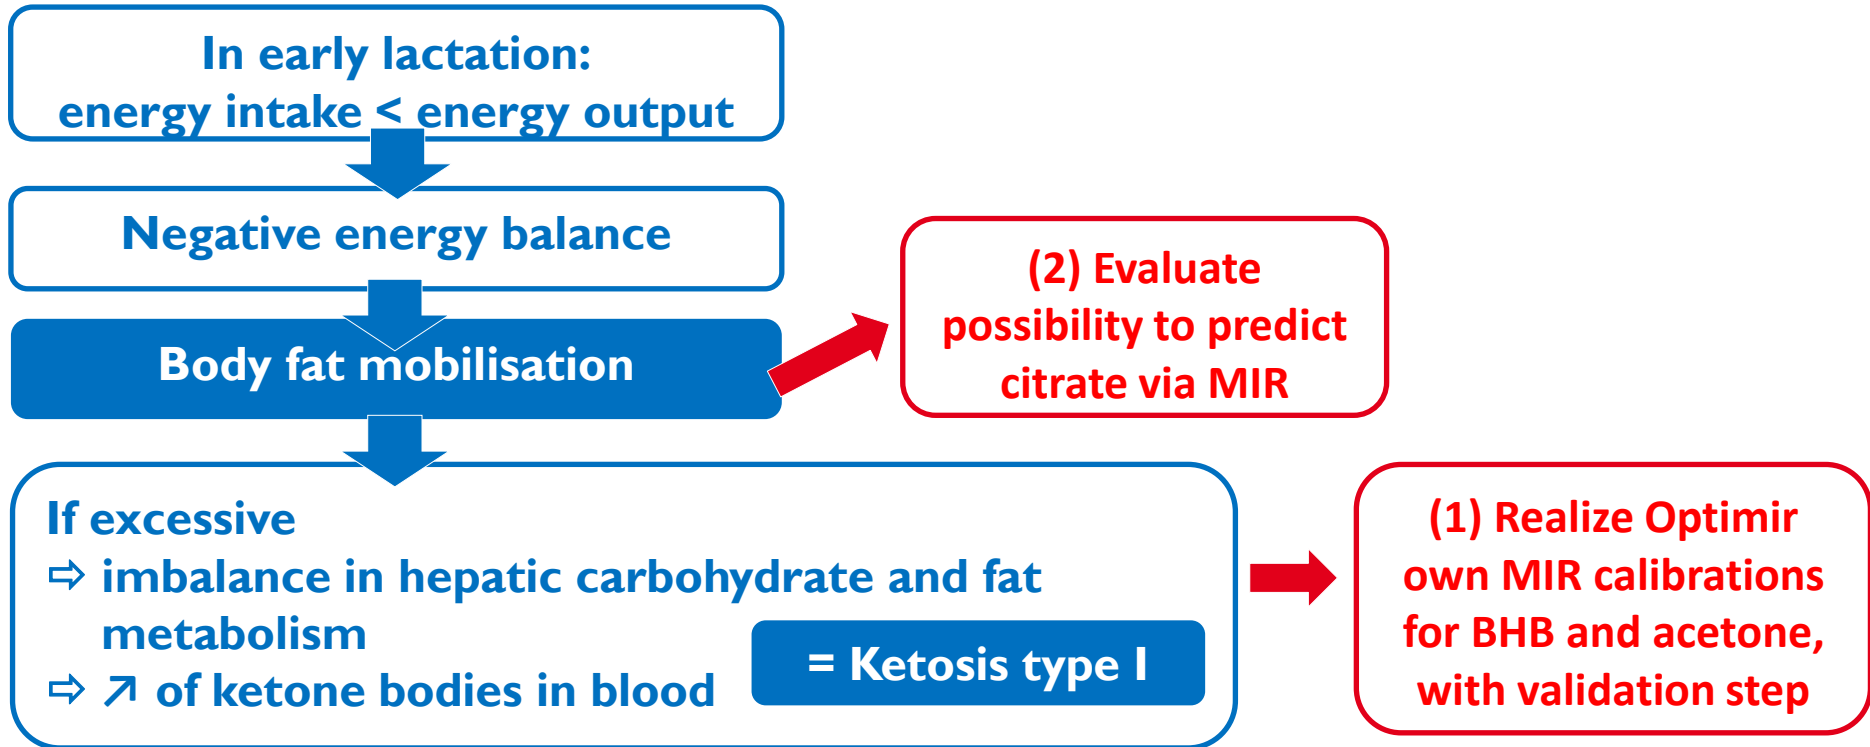 In early lactation:
energy intake < energy output
Negative energy balance
Body fat mobilisation
(2) Evaluate
possibility to predict
citrate via MIR
If excessive
⇨ imbalance in hepatic carbohydrate and fat
metabolism
⇨ ↗ of ketone bodies in blood
= Ketosis type I
(1) Realize Optimir
own MIR calibrations
for BHB and acetone,
with validation step